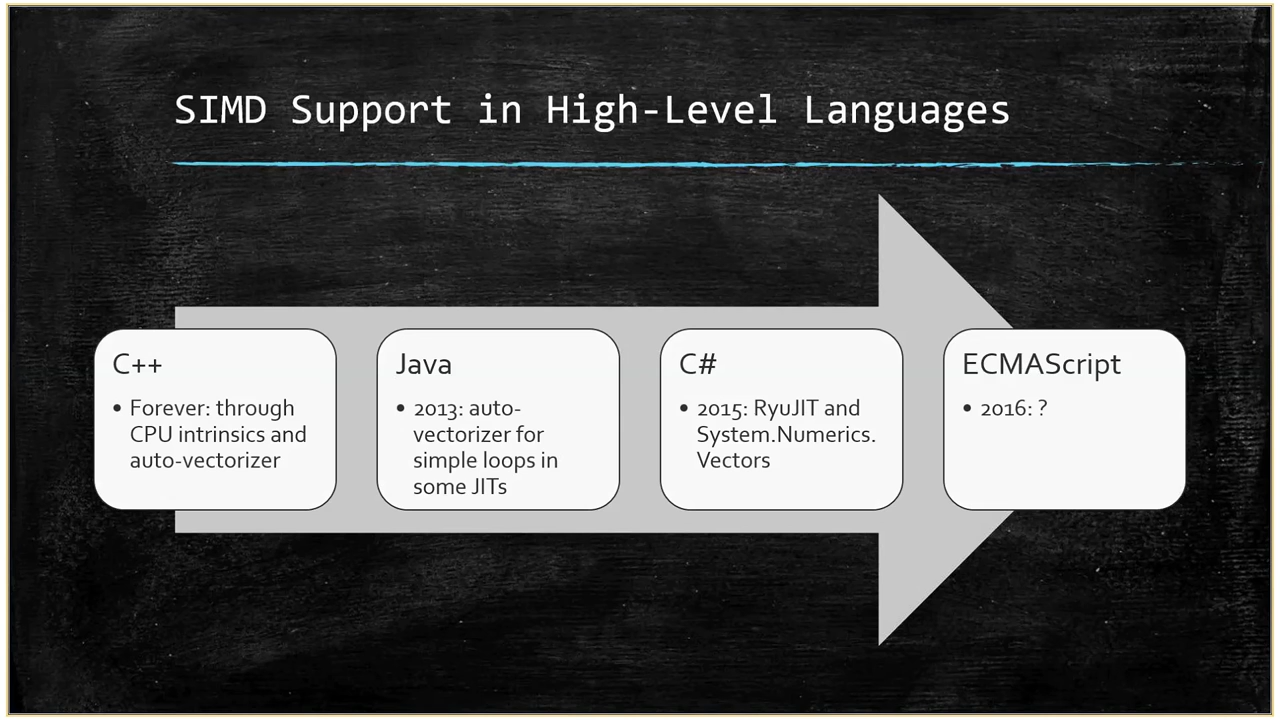 SIMD Support in High-Level Languages
C++
• Forever: through
CPU intrinsics and
auto-vectorizer
Java
• 2013: auto-
vectorizer for
simple loops in
some JITs
C#
• 2015: RyuJIT and
System.Numerics.
Vectors
ECMAScript
• 2016: ?